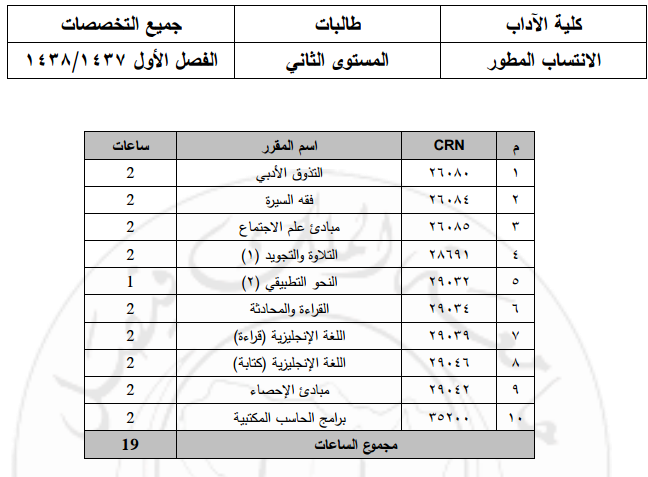 كلية الآداب طالبات جميع التخصصات
الانتساب المطور المستوى الثاني الفصل الأول ١٤٣٨/١٤٣٧
م CRN اسم المقرر ساعات
١ ٢٦٠٨٠ التذوق الأدبي 2
٢ ٢٦٠٨٤ فقه السيرة 2
٣ ٢٦٠٨٥ مبادئ علم الاجتماع 2
٤ ٢٨٦٩١ التلاوة والتجويد (١) 2
٥ ٢٩٠٣٢ النحو التطبيقي (٢) 1
٦ ٢٩٠٣٤ القراءة والمحادثة 2
٧ ٢٩٠٣٩ اللغة الإنجليزية (قراءة) 2
٨ ٢٩٠٤٦ اللغة الإنجليزية (كتابة) 2
٩ ٢٩٠٤٢ مبادئ الإحصاء 2
١٠ ٣٥٢٠٠ برامج الحاسب المكتبية 2
مجموع الساعات 19